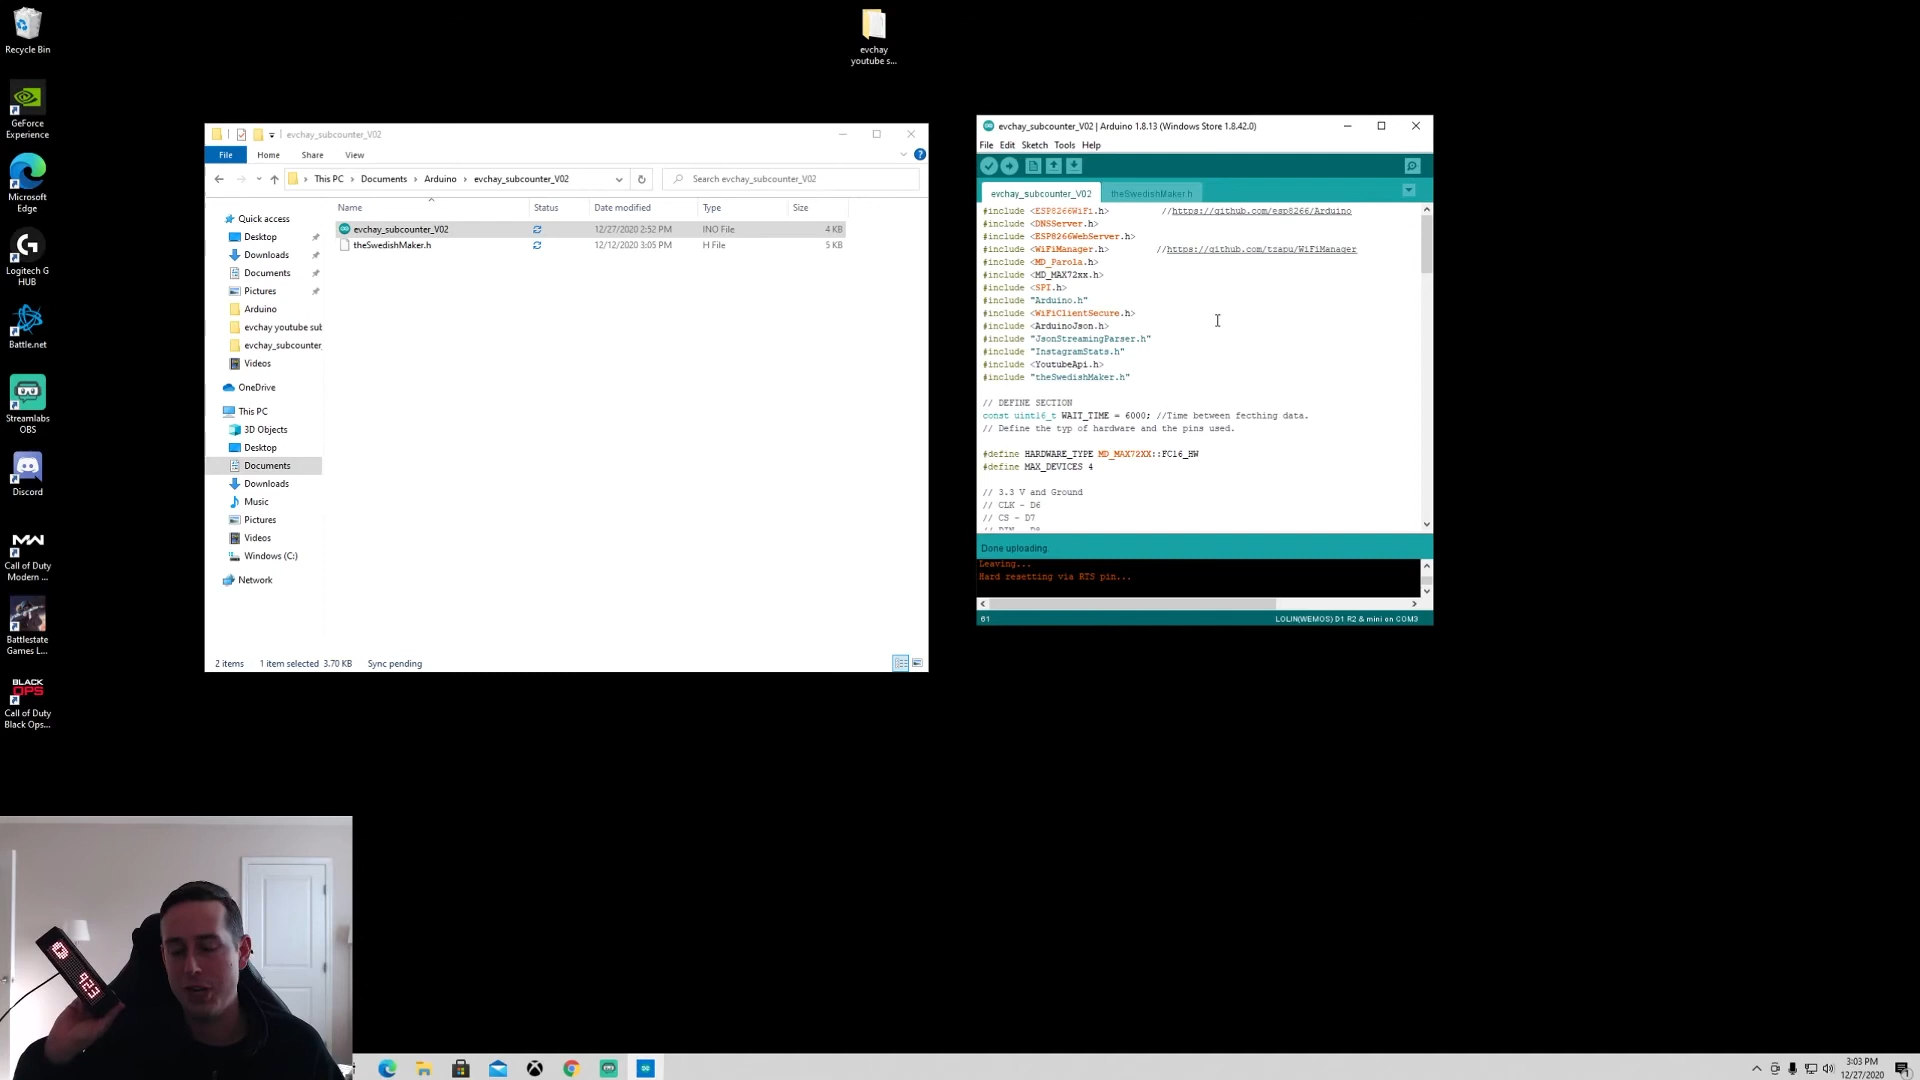 Recycle Bin
GeForce
Experience
Microsoft
Edge
Logitech G
HUB
Battle.net
Streamlabs
OBS
Discord
Call of Duty
Modern ...
Battlestate
Games L...
BLACK
OPS
Call of Duty
Black Ops...
evchay
youtube s...
evchay_subcounter_V02
File Home Share View
This PC Documents Arduino evchay_subcounter_V02
Search evchay_subcounter_V02
Name Status Date modified Type Size
evchay_subcounter_V02 12/27/2020 2:52 PM INO File 4 KB
theSwedishMaker.h 12/12/2020 3:05 PM H File 5 KB
Quick access
Desktop
Downloads
Documents
Pictures
Arduino
evchay youtube sub
evchay_subcounter_
Videos
OneDrive
This PC
3D Objects
Desktop
Documents
Downloads
Music
Pictures
Videos
Windows (C:)
Network
2 items 1 item selected 3.70 KB Sync pending
evchay_subcounter_V02 | Arduino 1.8.13 (Windows Store 1.8.42.0)
File Edit Sketch Tools Help
evchay_subcounter_V02 theSwedishMaker.h
#include <ESP8266WiFi.h> //https://github.com/esp8266/Arduino
#include <DNSServer.h>
#include <ESP8266WebServer.h>
#include <WiFiManager.h> //https://github.com/tzapu/WiFiManager
#include <MD_Parola.h>
#include <MD_MAX72xx.h>
#include <SPI.h>
#include "Arduino.h"
#include <WiFiClientSecure.h>
#include <ArduinoJson.h>
#include "JsonStreamingParser.h"
#include "InstagramStats.h"
#include <YoutubeApi.h>
#include "theSwedishMaker.h"
// DEFINE SECTION
const uint16_t WAIT_TIME = 6000; //Time between fecthing data.
// Define the typ of hardware and the pins used.
#define HARDWARE_TYPE MD_MAX72XX::FC16_HW
#define MAX_DEVICES 4
// 3.3 V and Ground
// CLK - D6
// CS - D7
// DIN - D8
Done uploading.
Leaving...
Hard resetting via RTS pin...
61 LOLIN(WEMOS) D1 R2 & mini on COM3
923
3:03 PM
12/27/2020